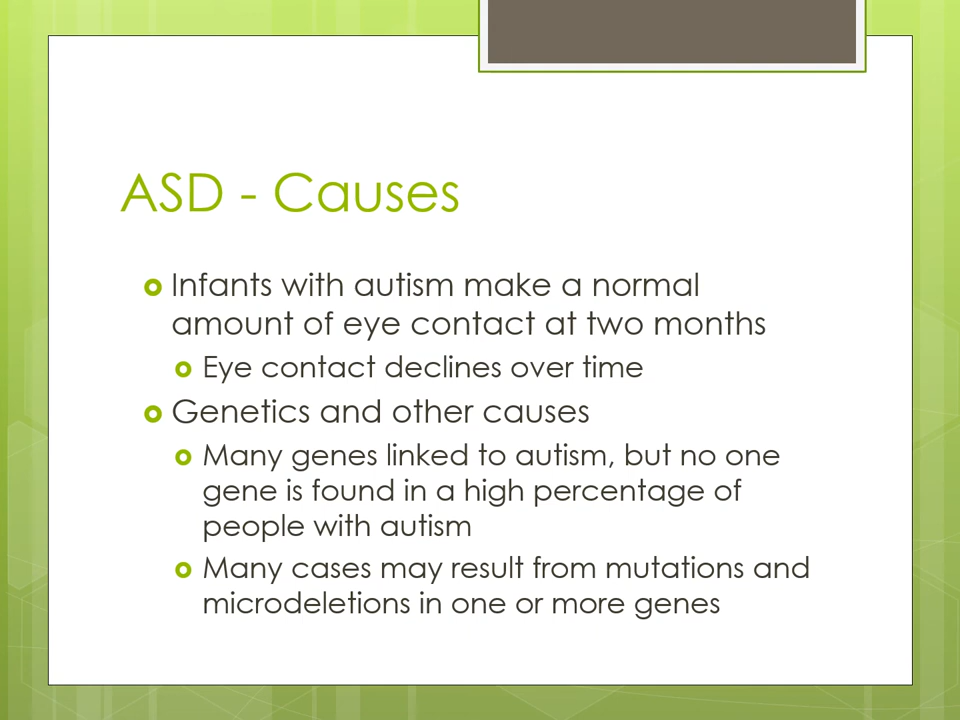 ASD - Causes
Infants with autism make a normal
amount of eye contact at two months
Eye contact declines over time
Genetics and other causes
Many genes linked to autism, but no one
gene is found in a high percentage of
people with autism
Many cases may result from mutations and
microdeletions in one or more genes